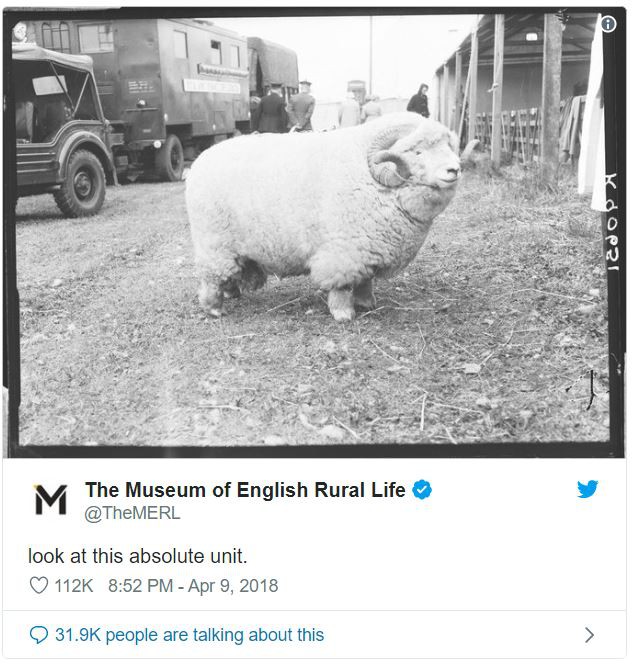 The Museum of English Rural Life
@TheMERL
look at this absolute unit.
112K 8:52 PM - Apr 9, 2018
31.9K people are talking about this